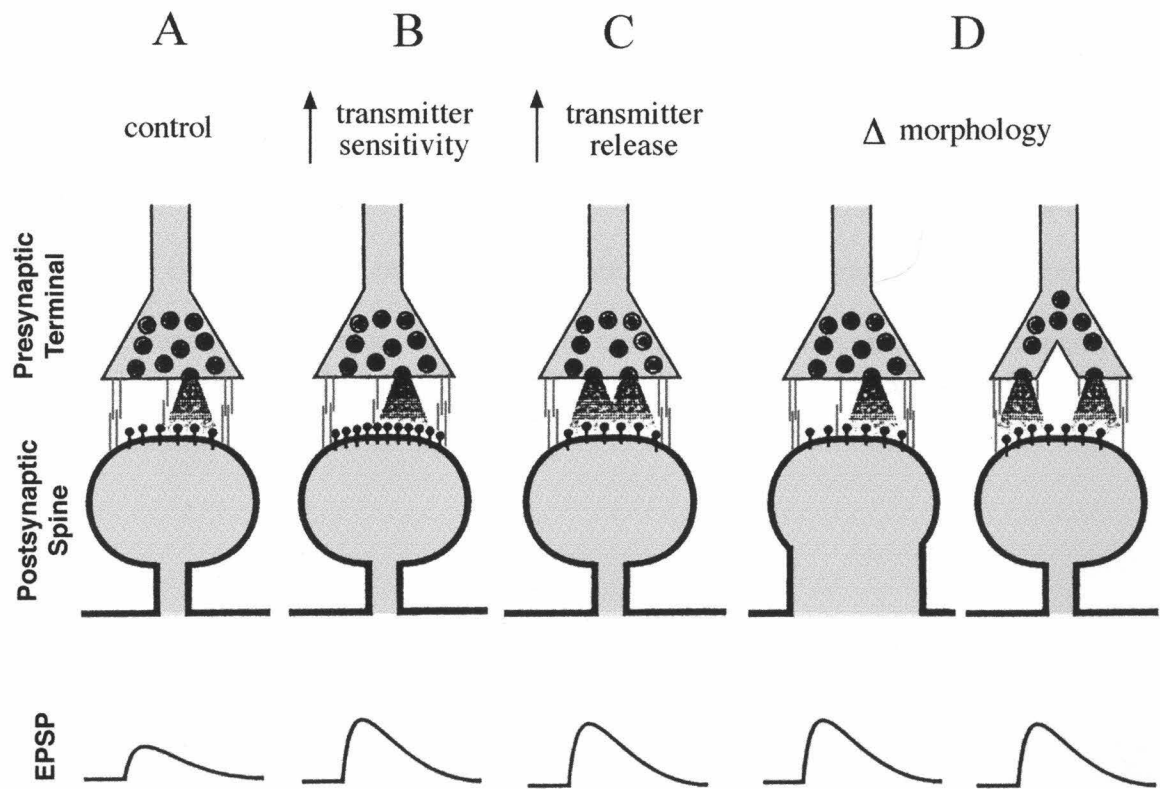 A
B
C
D
control
transmitter
sensitivity
transmitter
release
Δ morphology
Presynaptic
Terminal
Postsynaptic
Spine
EPSP